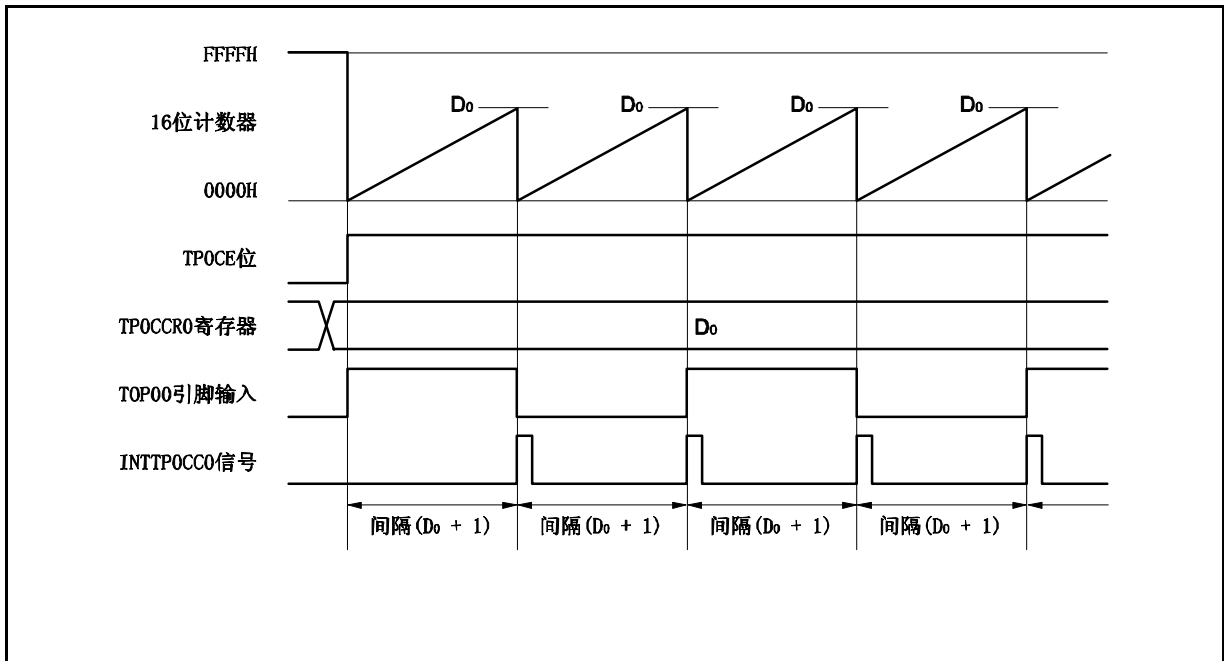 FFFFH
D0 D0 D0 D0
16位计数器
0000H
TP0CE位
TP0CCR0寄存器
D0
TOP00引脚输入
INTTP0CC0信号
间隔(D0 + 1) 间隔(D0 + 1) 间隔(D0 + 1) 间隔(D0 + 1)